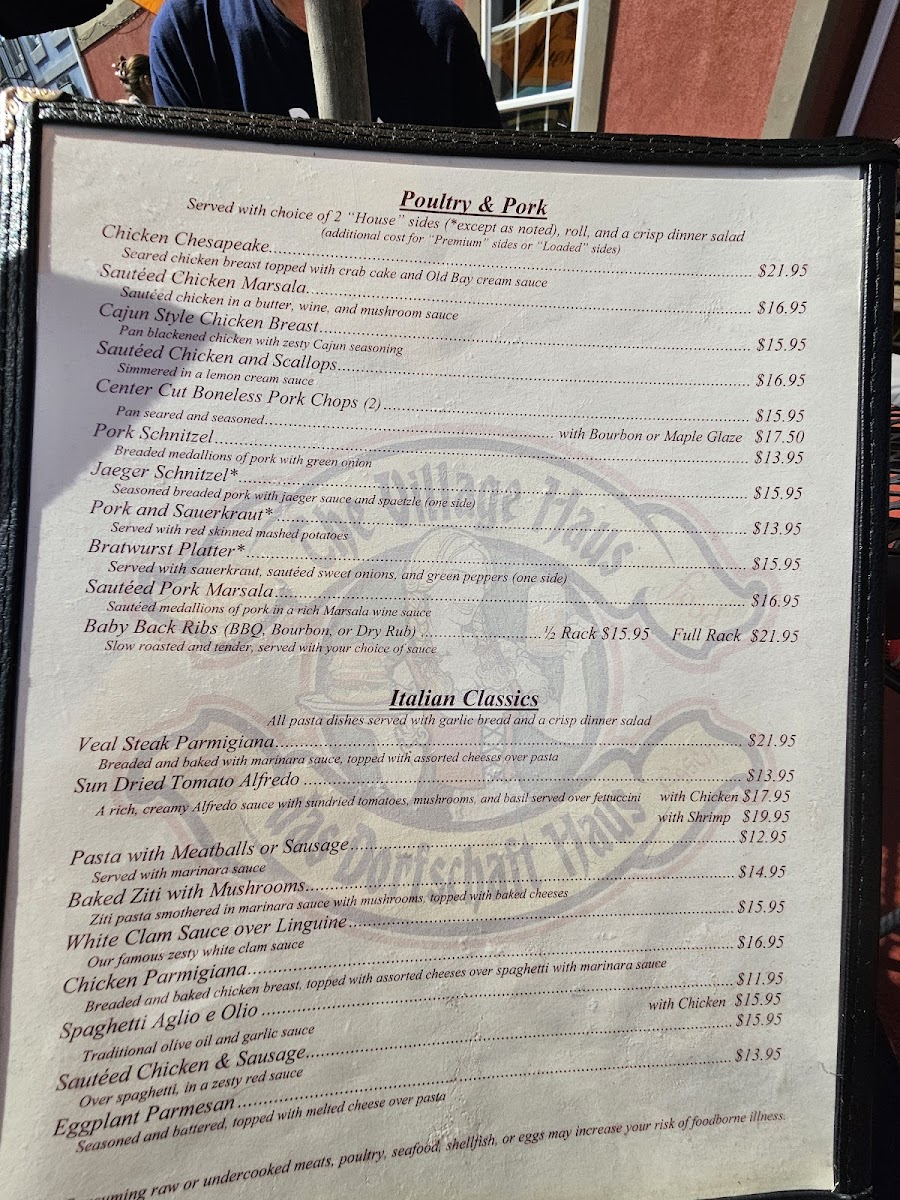 Poultry & Pork
Served with choice of 2 "House" sides (*except as noted), roll, and a crisp dinner salad
(additional cost for "Premium" sides or "Loaded" sides)
Chicken Chesapeake........ $21.95
Seared chicken breast topped with crab cake and Old Bay cream sauce
Sautéed Chicken Marsala........ $16.95
Sautéed chicken in a butter, wine, and mushroom sauce
Cajun Style Chicken Breast........ $15.95
Pan blackened chicken with zesty Cajun seasoning
Sautéed Chicken and Scallops........ $16.95
Simmered in a lemon cream sauce
Center Cut Boneless Pork Chops (2)........ $15.95
Pan seared and seasoned........ with Bourbon or Maple Glaze $17.50
Pork Schnitzel........ $13.95
Breaded medallions of pork with green onion
Jaeger Schnitzel*........ $15.95
Seasoned breaded pork with jaeger sauce and spaetzle (one side)
Pork and Sauerkraut*........ $13.95
Served with red skinned mashed potatoes
Bratwurst Platter*........ $15.95
Served with sauerkraut, sautéed sweet onions, and green peppers (one side)
Sautéed Pork Marsala........ $16.95
Sautéed medallions of pork in a rich Marsala wine sauce
Baby Back Ribs (BBQ, Bourbon, or Dry Rub) ........ ½ Rack $15.95 Full Rack $21.95
Slow roasted and tender, served with your choice of sauce
The Village Haus
Italian Classics
All pasta dishes served with garlic bread and a crisp dinner salad
Veal Steak Parmigiana........ $21.95
Breaded and baked with marinara sauce, topped with assorted cheeses over pasta
Sun Dried Tomato Alfredo ........ $13.95
A rich, creamy Alfredo sauce with sundried tomatoes, mushrooms, and basil served over fettuccini with Chicken $17.95
with Shrimp $19.95
Pasta with Meatballs or Sausage........ $12.95
Served with marinara sauce
Baked Ziti with Mushrooms........ $14.95
Ziti pasta smothered in marinara sauce with mushrooms, topped with baked cheeses
White Clam Sauce over Linguine........ $15.95
Our famous zesty white clam sauce
Chicken Parmigiana........ $16.95
Breaded and baked chicken breast, topped with assorted cheeses over spaghetti with marinara sauce
Spaghetti Aglio e Olio ........ $11.95
Traditional olive oil and garlic sauce with Chicken $15.95
Sautéed Chicken & Sausage........ $15.95
Over spaghetti, in a zesty red sauce
Eggplant Parmesan ........ $13.95
Seasoned and battered, topped with melted cheese over pasta
Das Dorfschaft Haus
raw or undercooked meats, poultry, seafood, shellfish, or eggs may increase your risk of foodborne illness.